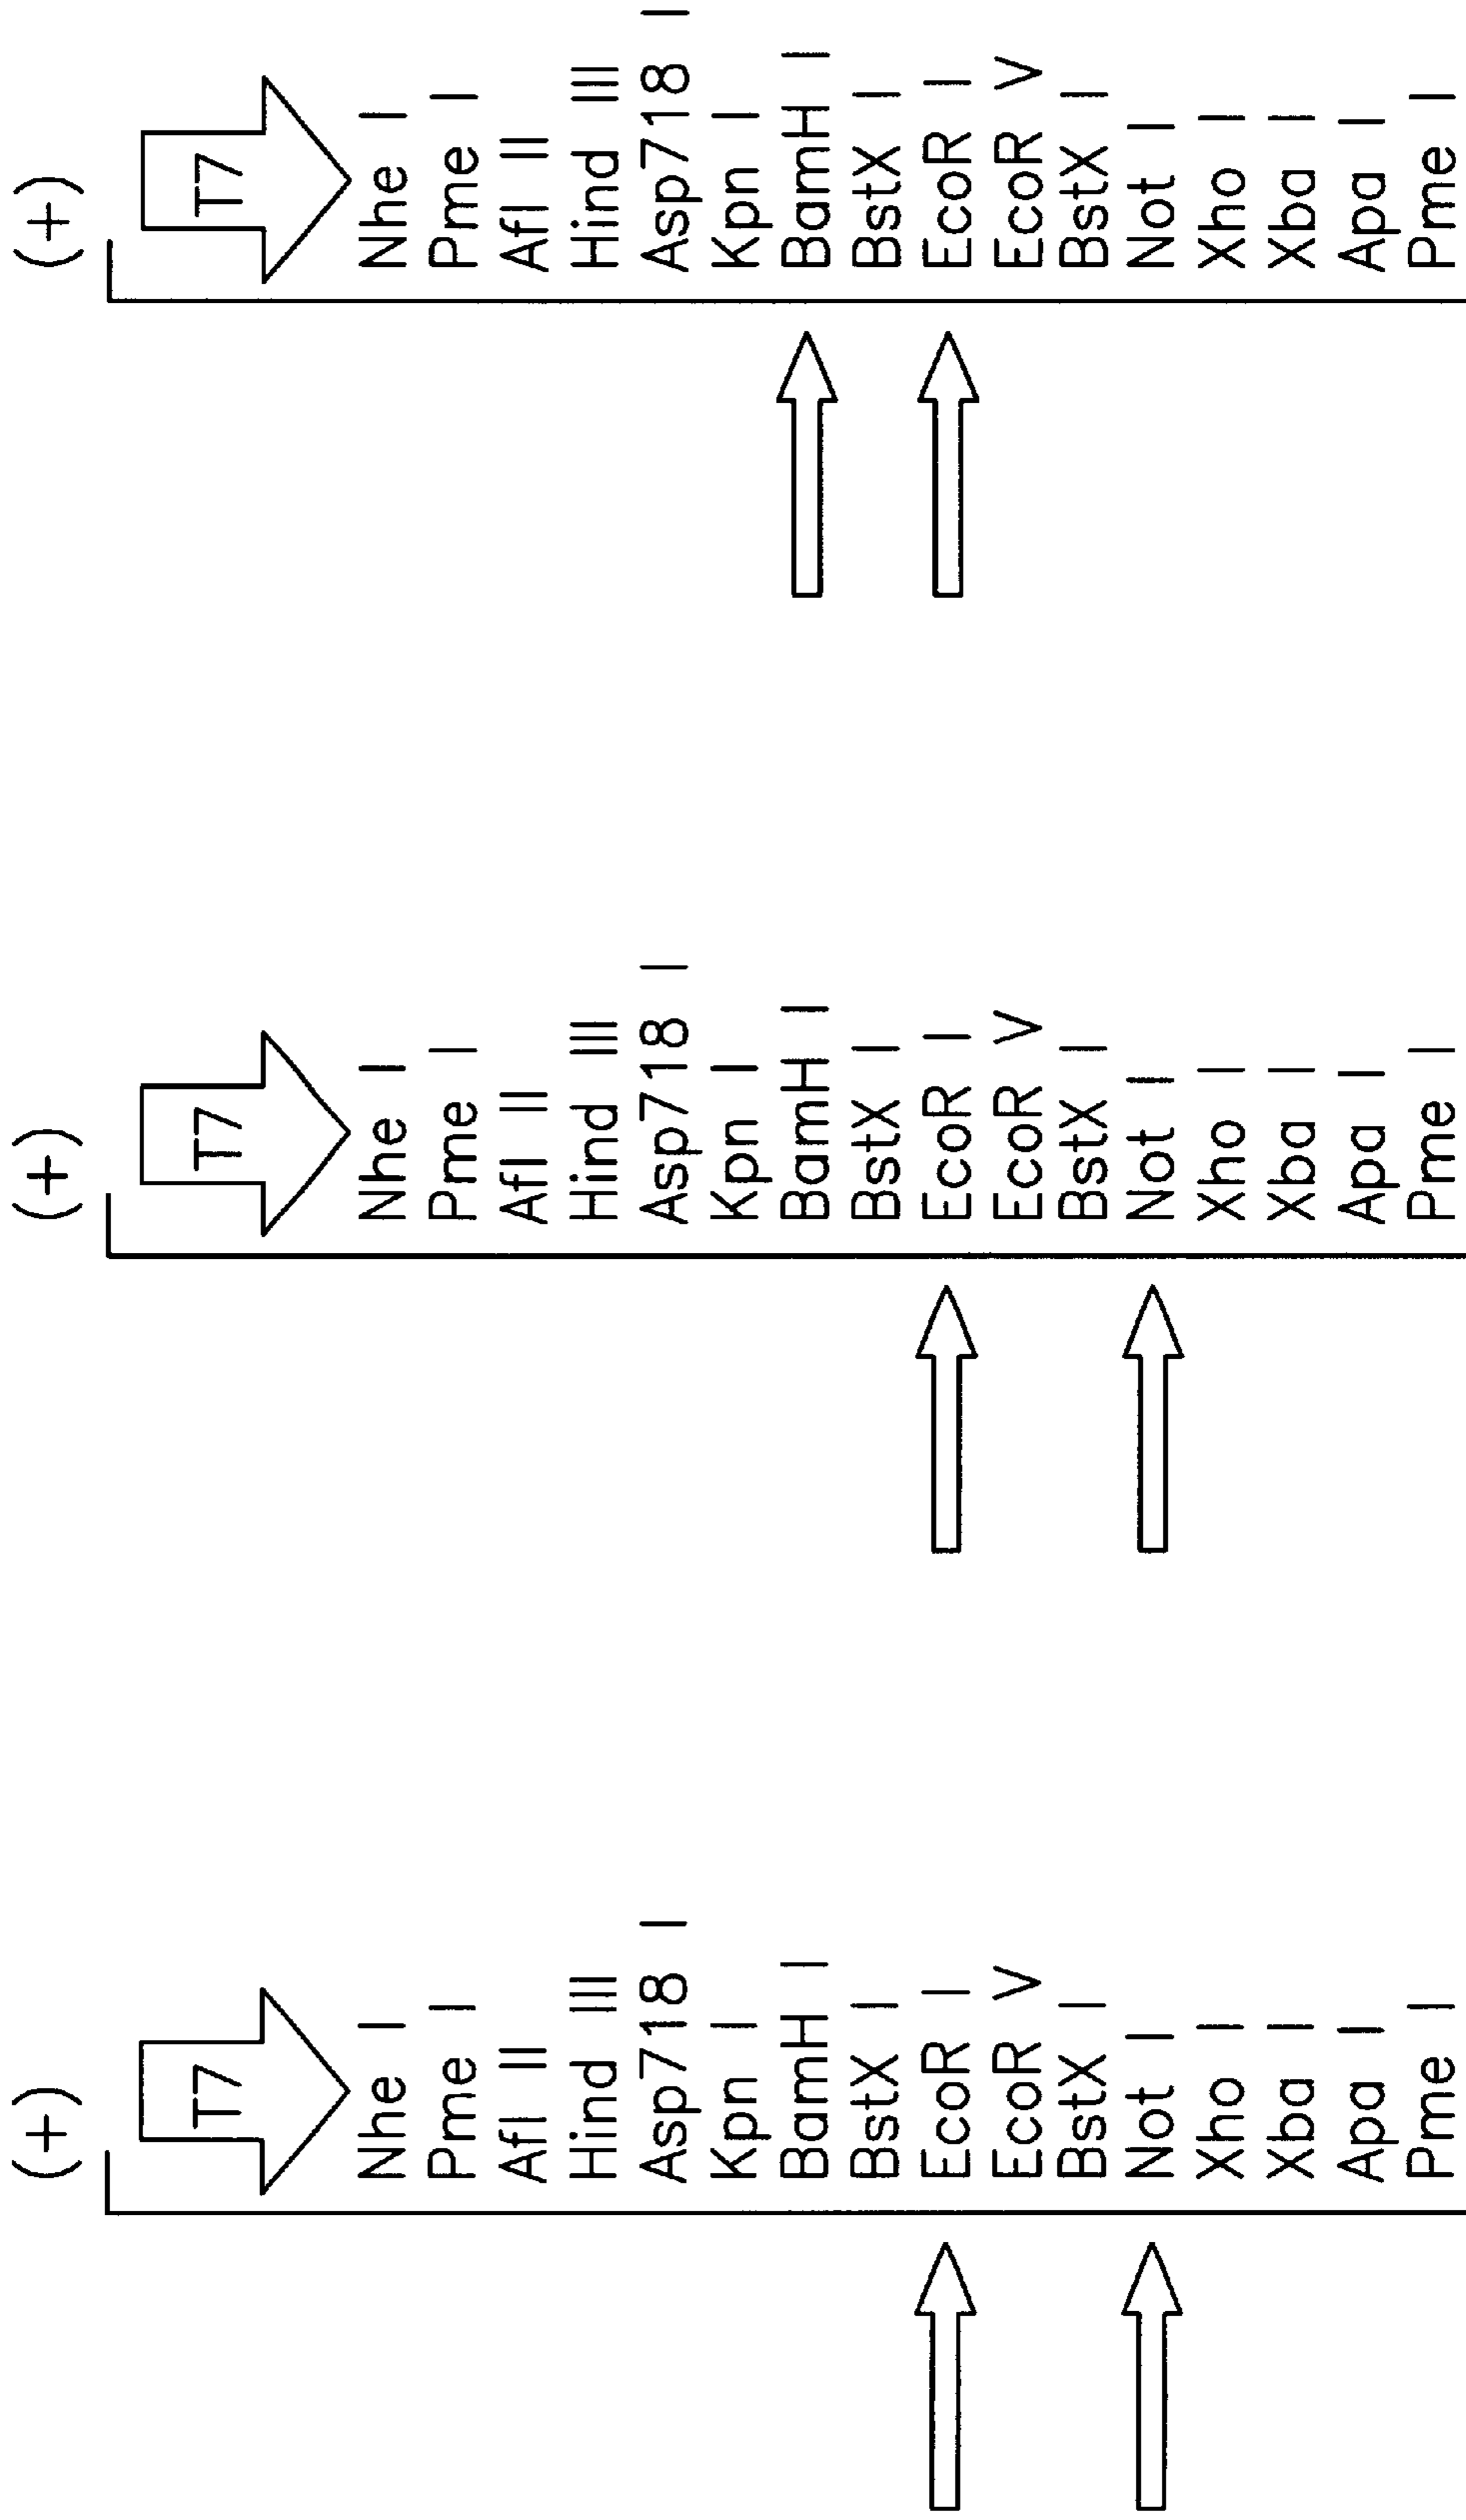 (+)
T7
Nhe I
Pme I
Afl II
Hind III
Asp718 I
Kpn I
BamH I
BstX I
EcoR I
EcoR V
BstX I
Not I
Xho I
Xba I
Apa I
Pme I
(+)
T7
Nhe I
Pme I
Afl II
Hind III
Asp718 I
Kpn I
BamH I
BstX I
EcoR I
EcoR V
BstX I
Not I
Xho I
Xba I
Apa I
Pme I
(+)
T7
Nhe I
Pme I
Afl II
Hind III
Asp718 I
Kpn I
BamH I
BstX I
EcoR I
EcoR V
BstX I
Not I
Xho I
Xba I
Apa I
Pme I